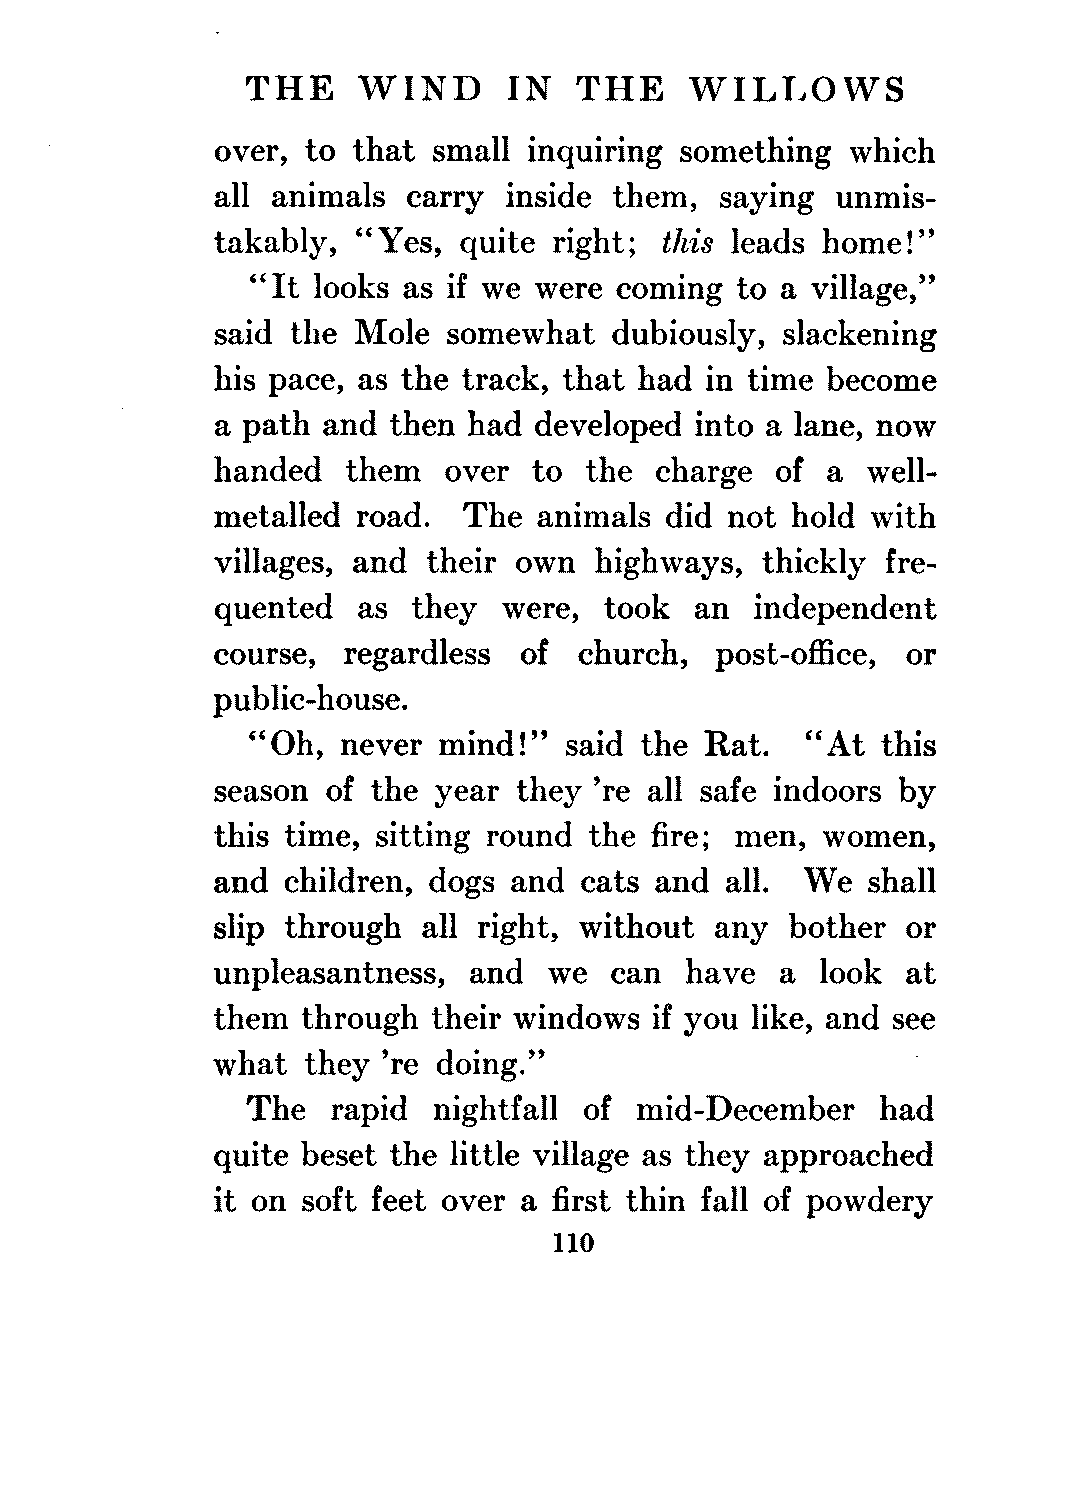 THE WIND IN THE WILLOWS
over, to that small inquiring something which
all animals carry inside them, saying unmis-
takably, "Yes, quite right; this leads home!"
"It looks as if we were coming to a village,"
said the Mole somewhat dubiously, slackening
his pace, as the track, that had in time become
a path and then had developed into a lane, now
handed them over to the charge of a well-
metalled road. The animals did not hold with
villages, and their own highways, thickly fre-
quented as they were, took an independent
course, regardless of church, post-office, or
public-house.
"Oh, never mind!" said the Rat. "At this
season of the year they 're all safe indoors by
this time, sitting round the fire; men, women,
and children, dogs and cats and all. We shall
slip through all right, without any bother or
unpleasantness, and we can have a look at
them through their windows if you like, and see
what they 're doing."
The rapid nightfall of mid-December had
quite beset the little village as they approached
it on soft feet over a first thin fall of powdery
110